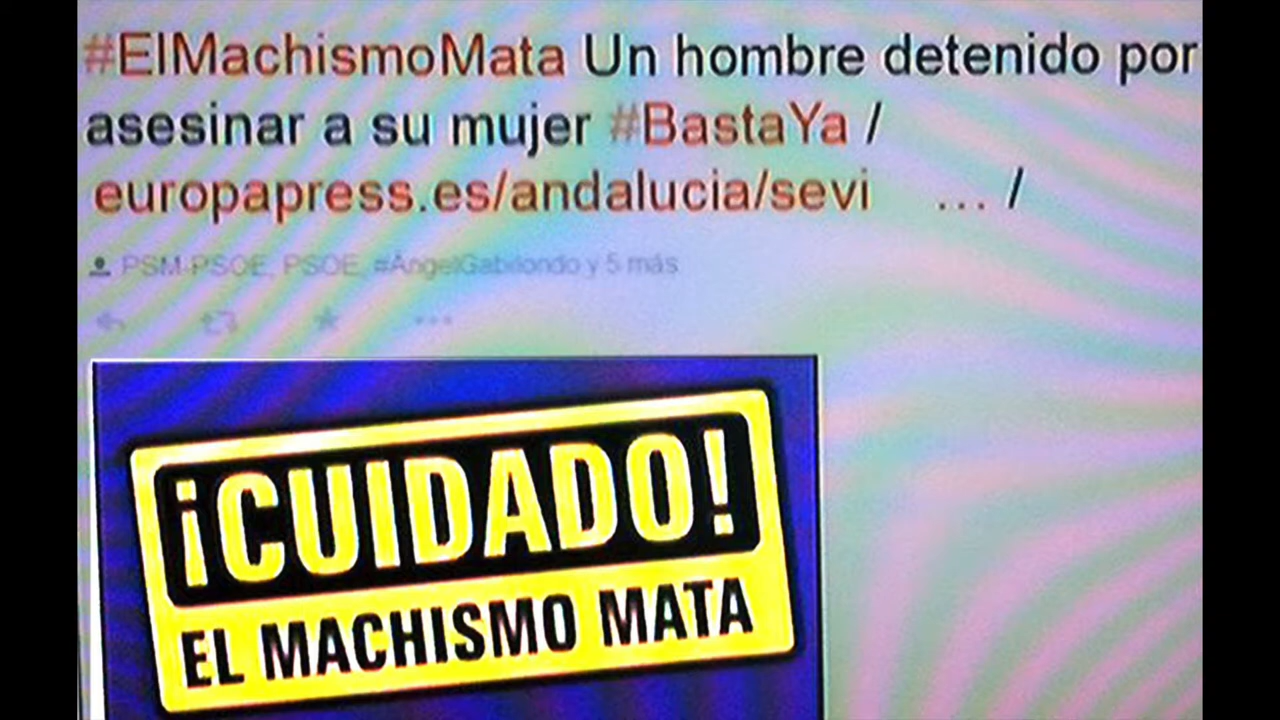 #ElMachismoMata Un hombre detenido por
asesinar a su mujer #BastaYa /
europapress.es/andalucia/sevi ... /
PSM-PSOE, PSOE, #ÁngelGabilondo y 5 más
¡CUIDADO!
EL MACHISMO MATA